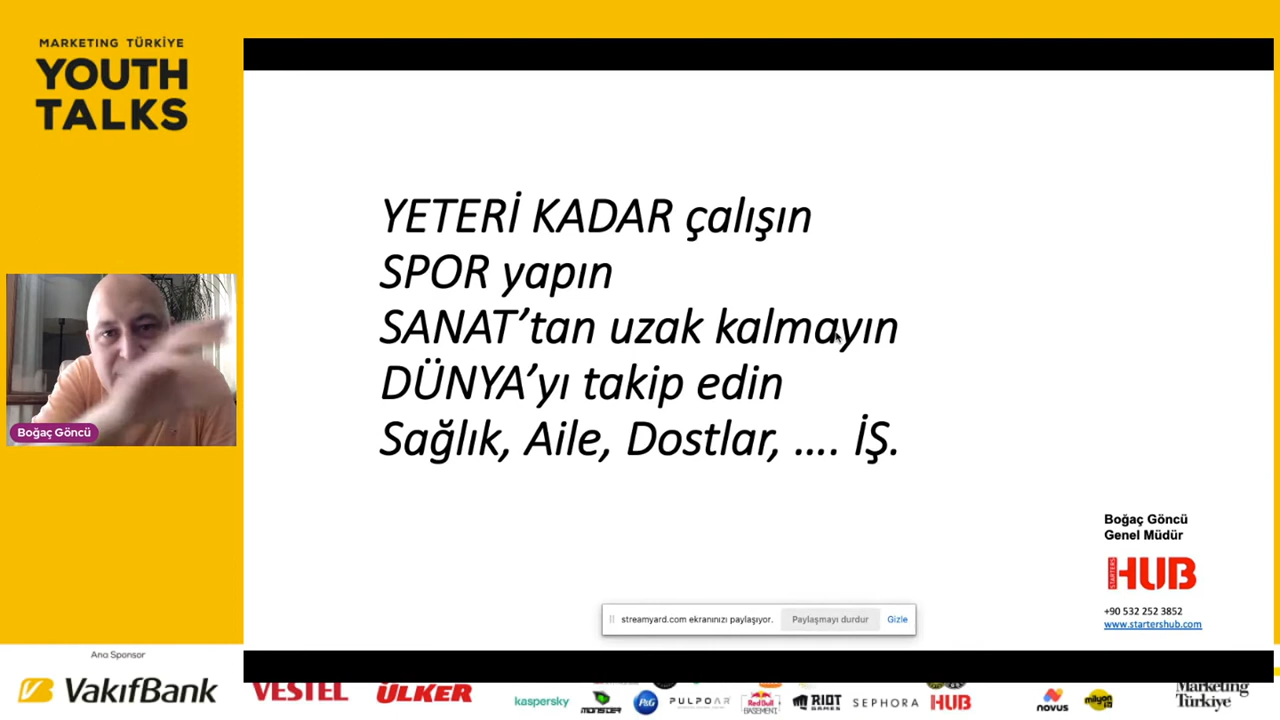 MARKETING TÜRKİYE
YOUTH
TALKS
YETERİ KADAR çalışın
SPOR yapın
SANAT’tan uzak kalmayın
DÜNYA’yı takip edin
Sağlık, Aile, Dostlar, .... İŞ.
Boğaç Göncü
Boğaç Göncü
Genel Müdür
STARTERS
HUB
+90 532 252 3852
www.startershub.com
streamyard.com ekranınızı paylaşıyor.
Paylaşmayı durdur
Gizle
Ana Sponsor
VakıfBank
VESTEL
ÜLKER
kaspersky
MONSTER
P&G
PULPOAR
Red Bull
BASEMENT
RIOT
GAMES
SEPHORA
HUB
novus
milyon
Marketing
Türkiye